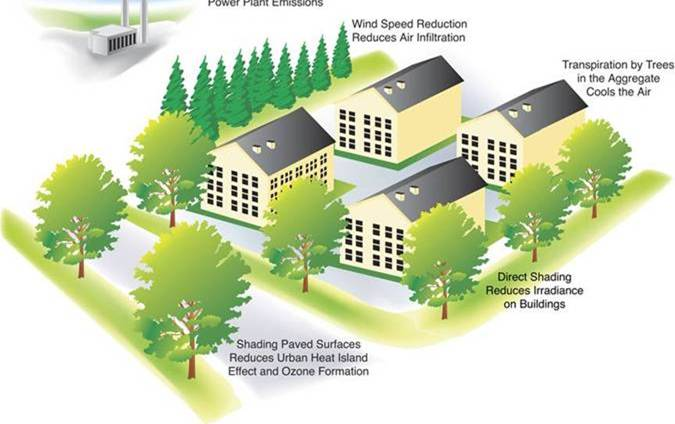 Power Plant Emissions
Wind Speed Reduction
Reduces Air Infiltration
Transpiration by Trees
in the Aggregate
Cools the Air
Direct Shading
Reduces Irradiance
on Buildings
Shading Paved Surfaces
Reduces Urban Heat Island
Effect and Ozone Formation